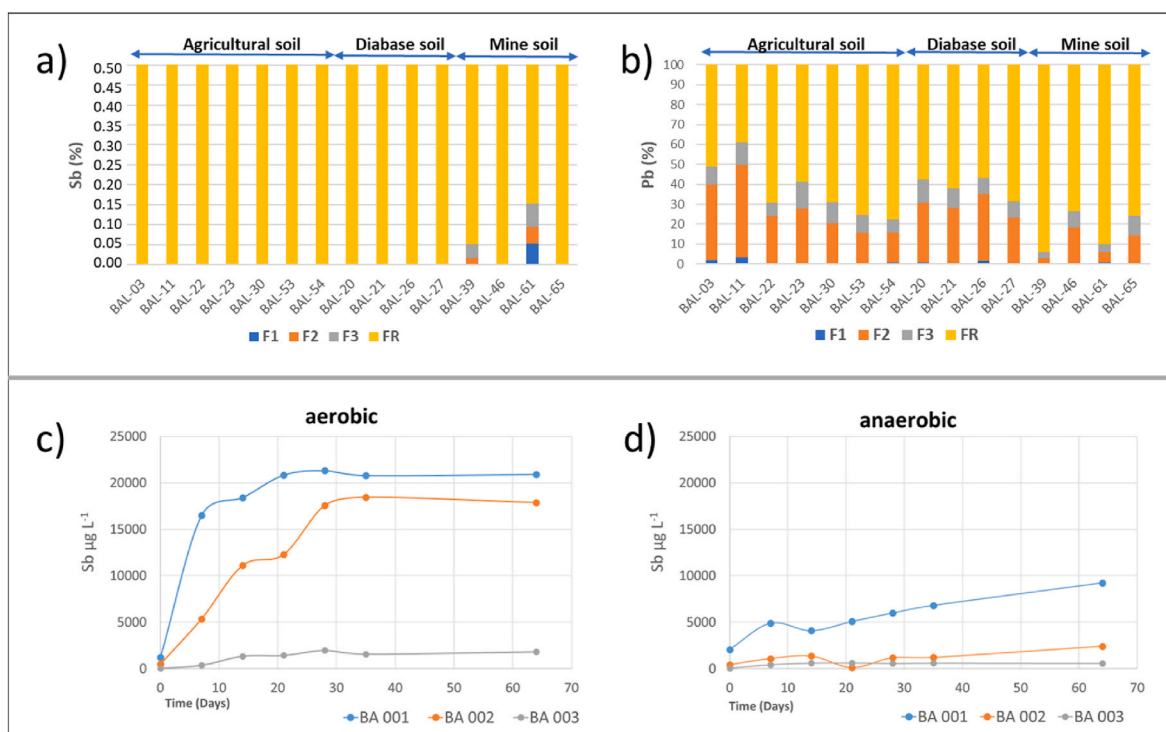 a)
Agricultural soil Diabase soil Mine soil
Sb (%)
0.50
0.45
0.40
0.35
0.30
0.25
0.20
0.15
0.10
0.05
0.00
BAL-03 BAL-11 BAL-22 BAL-23 BAL-30 BAL-53 BAL-54 BAL-20 BAL-21 BAL-26 BAL-27 BAL-39 BAL-46 BAL-61 BAL-65
F1 F2 F3 FR
b)
Agricultural soil Diabase soil Mine soil
Pb (%)
100
90
80
70
60
50
40
30
20
10
0
BAL-03 BAL-11 BAL-22 BAL-23 BAL-30 BAL-53 BAL-54 BAL-20 BAL-21 BAL-26 BAL-27 BAL-39 BAL-46 BAL-61 BAL-65
F1 F2 F3 FR
c)
aerobic
Sb µg L⁻¹
25000
20000
15000
10000
5000
0
0 10 20 30 40 50 60 70
Time (Days)
BA 001 BA 002 BA 003
d)
anaerobic
Sb µg L⁻¹
25000
20000
15000
10000
5000
0
0 10 20 30 40 50 60 70
Time (Days)
BA 001 BA 002 BA 003